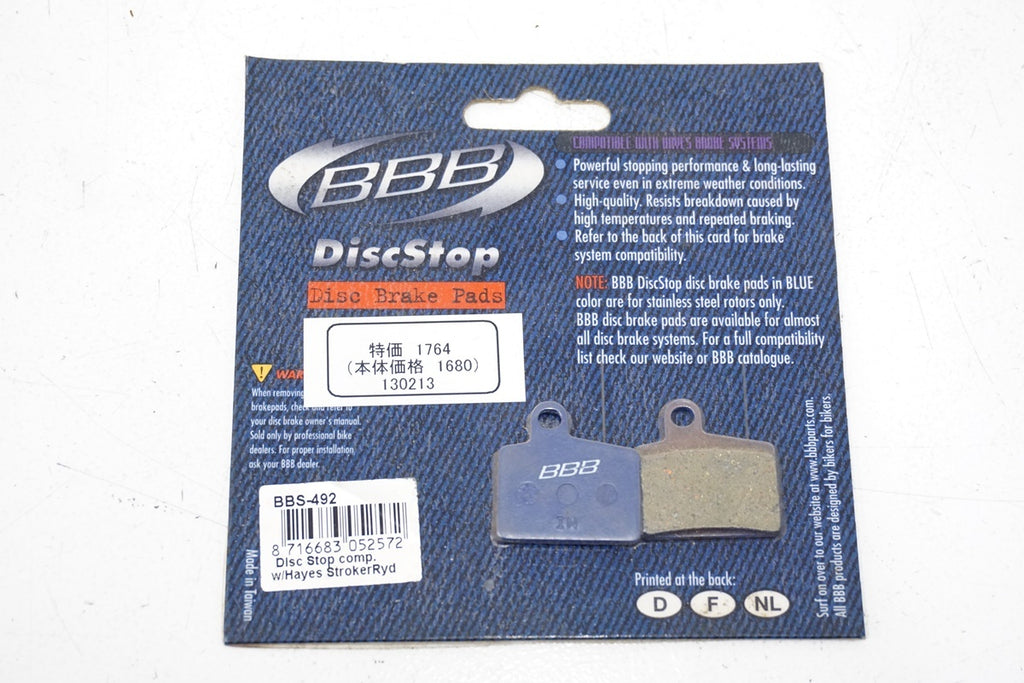 BBB
DiscStop
Disc Brake Pads
COMPATIBLE WITH HAYES BRAKE SYSTEMS
Powerful stopping performance & long-lasting
service even in extreme weather conditions.
High-quality. Resists breakdown caused by
high temperatures and repeated braking.
Refer to the back of this card for brake
system compatibility.
NOTE: BBB DiscStop disc brake pads in BLUE
color are for stainless steel rotors only.
BBB disc brake pads are available for almost
all disc brake systems. For a full compatibility
list check our website or BBB catalogue.
特価 1764
(本体価格 1680)
130213
WAR
When removing
brakepads, check and refer to
your disc brake owner's manual.
Sold only by professional bike
dealers. For proper installation
ask your BBB dealer.
BBB
BBS-492
8 716683 052572
Disc Stop comp.
w/Hayes StrokerRyd
Made in Taiwan
Printed at the back:
D F NL
Surf on over to our website at www.bbbparts.com.
All BBB products are designed by bikers for bikers.